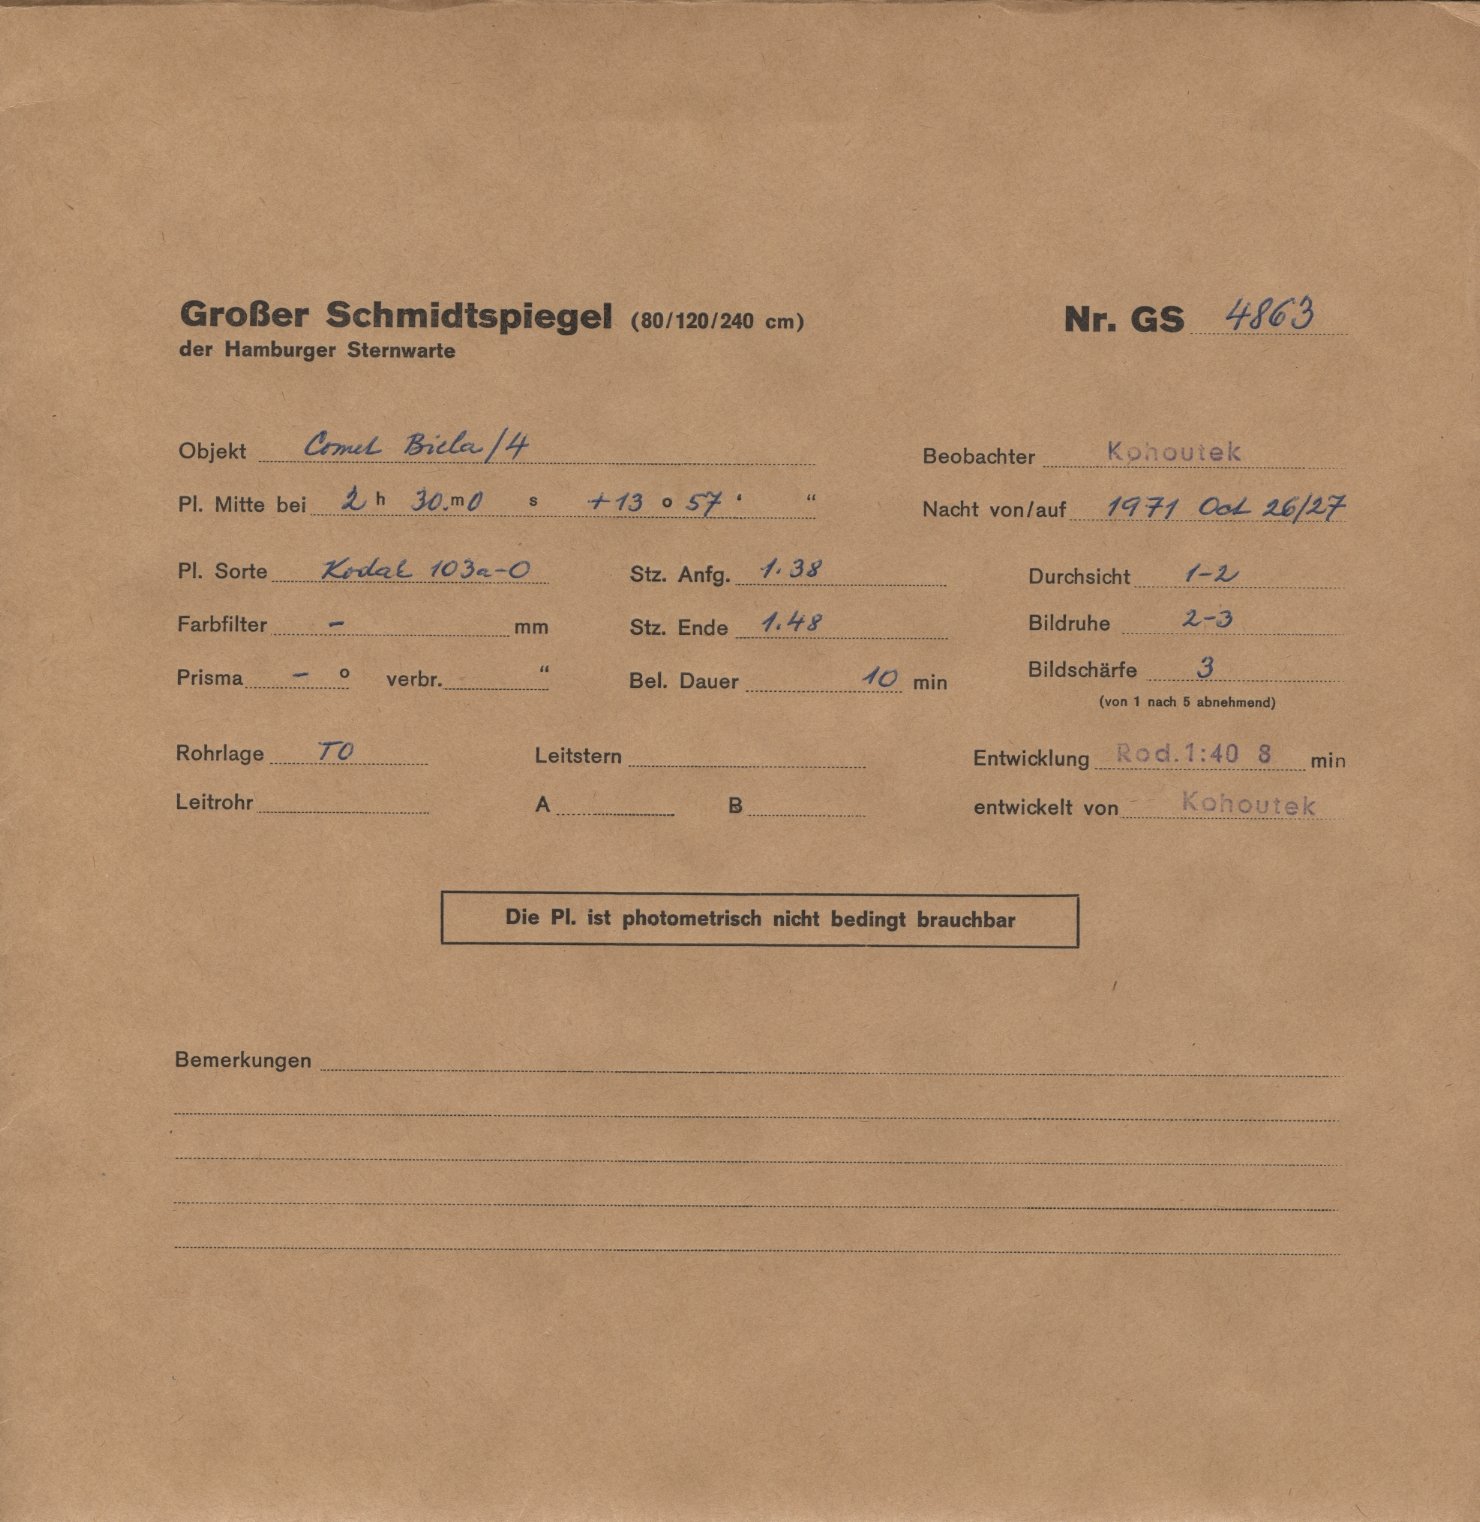 Großer Schmidtspiegel (80/120/240 cm) Nr. GS 4863
der Hamburger Sternwarte
Objekt Comet Biela/4 Beobachter Kohoutek
Pl. Mitte bei 2 h 30.m0 s +13 o 57 ' “ Nacht von/auf 1971 Oct 26/27
Pl. Sorte Kodak 103a-O Stz. Anfg. 1.38 Durchsicht 1-2
Farbfilter – mm Stz. Ende 1.48 Bildruhe 2-3
Prisma – o verbr. “ Bel. Dauer 10 min Bildschärfe 3
(von 1 nach 5 abnehmend)
Rohrlage TO Leitstern Entwicklung Rod.1:40 8 min
Leitrohr A B entwickelt von Kohoutek
Die Pl. ist photometrisch nicht bedingt brauchbar
Bemerkungen